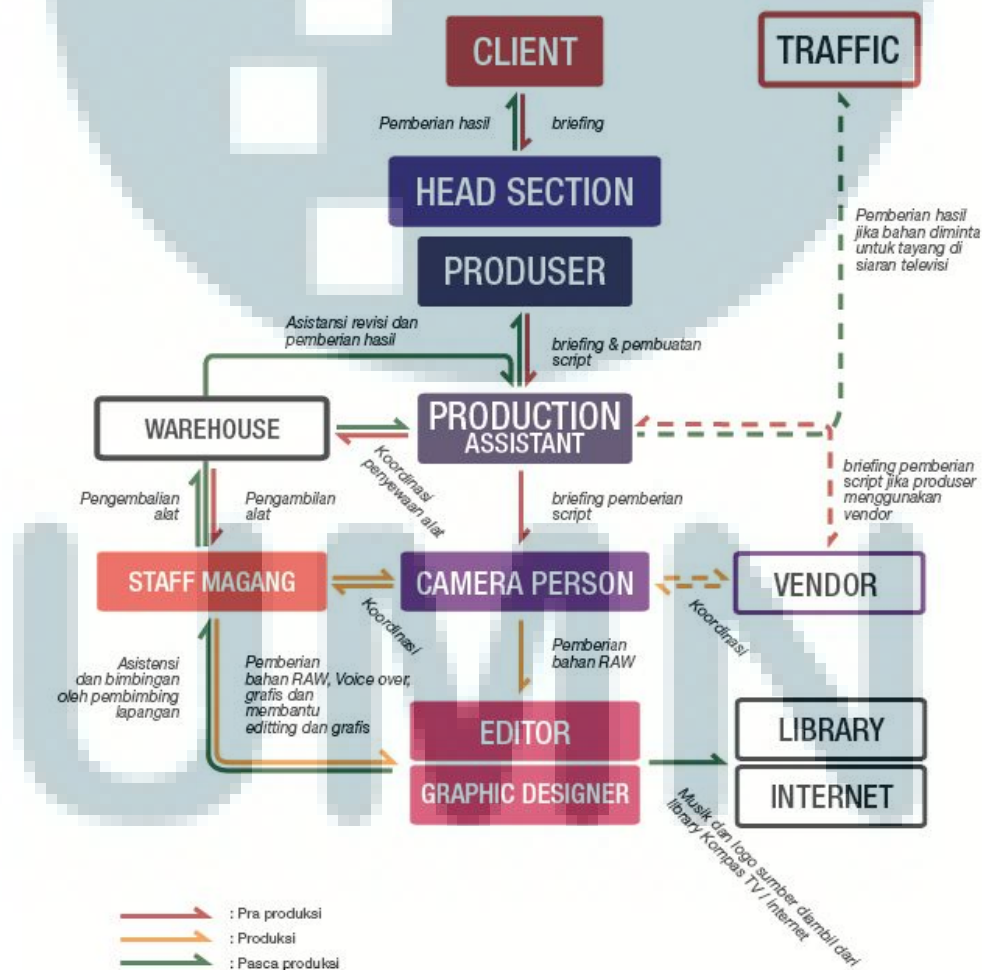 CLIENT
TRAFFIC
Pemberian hasil
briefing
HEAD SECTION
PRODUSER
Pemberian hasil
jika bahan diminta
untuk tayang di
siaran televisi
Asistansi revisi dan
pemberian hasil
briefing & pembuatan
script
WAREHOUSE
PRODUCTION
ASSISTANT
Koordinasi
penyewaan alat
Pengembalian
alat
Pengambilan
alat
briefing pemberian
script
briefing pemberian
script jika produser
menggunakan
vendor
STAFF MAGANG
CAMERA PERSON
VENDOR
Koordinasi
Koordinasi
Asistensi
dan bimbingan
oleh pembimbing
lapangan
Pemberian
bahan RAW, Voice over,
grafis dan
membantu
editting dan grafis
Pemberian
bahan RAW
EDITOR
GRAPHIC DESIGNER
LIBRARY
INTERNET
Musik dan logo sumber diambil dari
library Kompas TV / Internet
: Pra produksi
: Produksi
: Pasca produksi
UMN